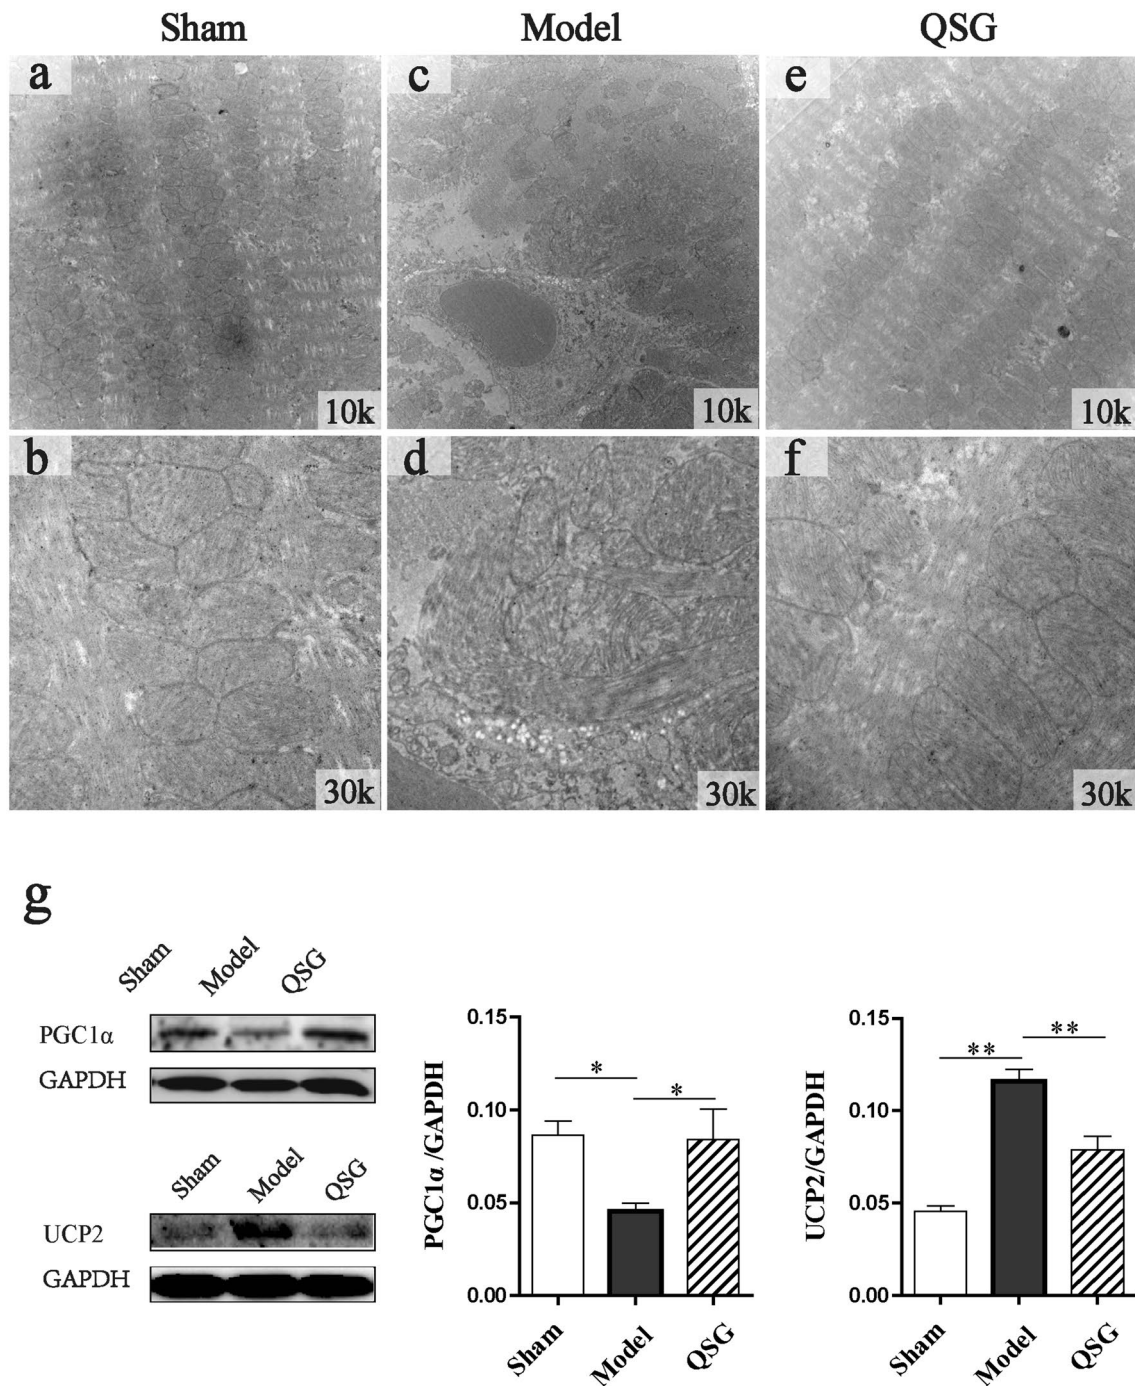 Sham Model QSG
a c e
10k 10k 10k
b d f
30k 30k 30k
g
Sham Model QSG
PGC1α
GAPDH
Sham Model QSG
UCP2
GAPDH
PGC1α /GAPDH
0.15
0.10
0.05
0.00
* *
Sham Model QSG
UCP2/GAPDH
0.15
0.10
0.05
0.00
** **
Sham Model QSG